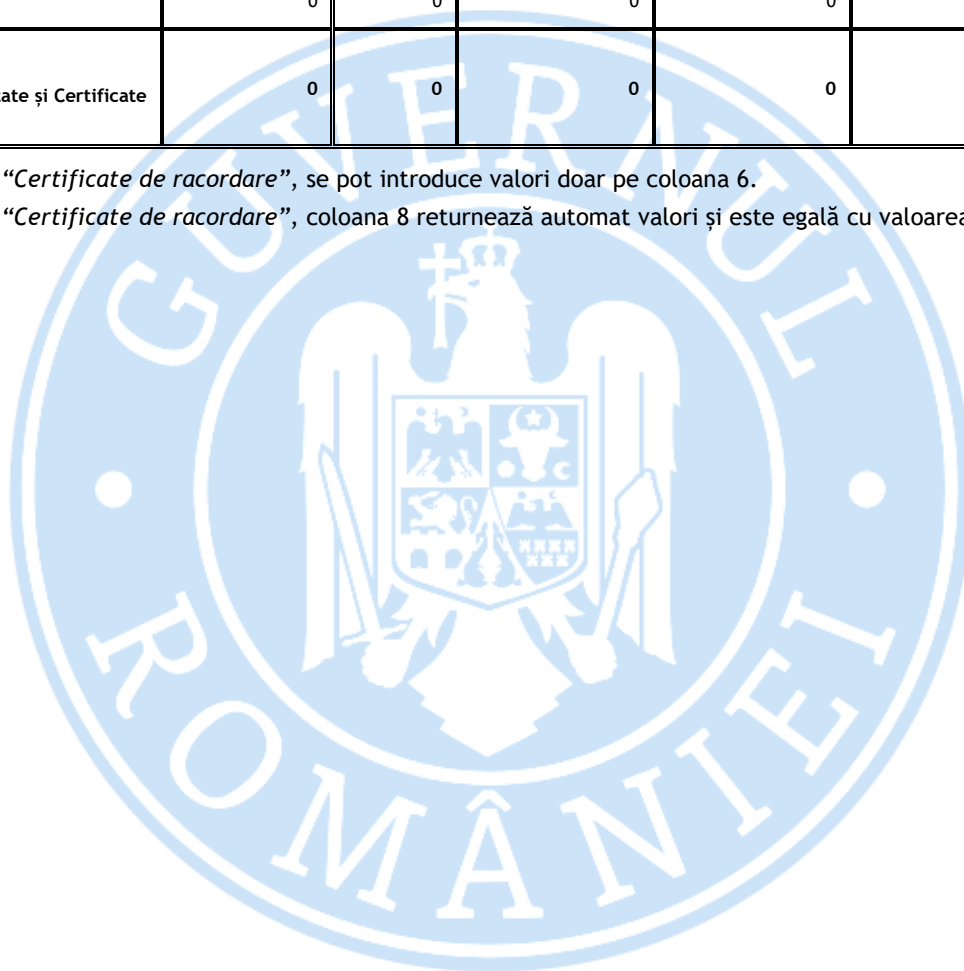 0 0 0 0
ate și Certificate 0 0 0 0
“Certificate de racordare”, se pot introduce valori doar pe coloana 6.
“Certificate de racordare”, coloana 8 returnează automat valori și este egală cu valoarea
GUVERNUL ROMÂNIEI